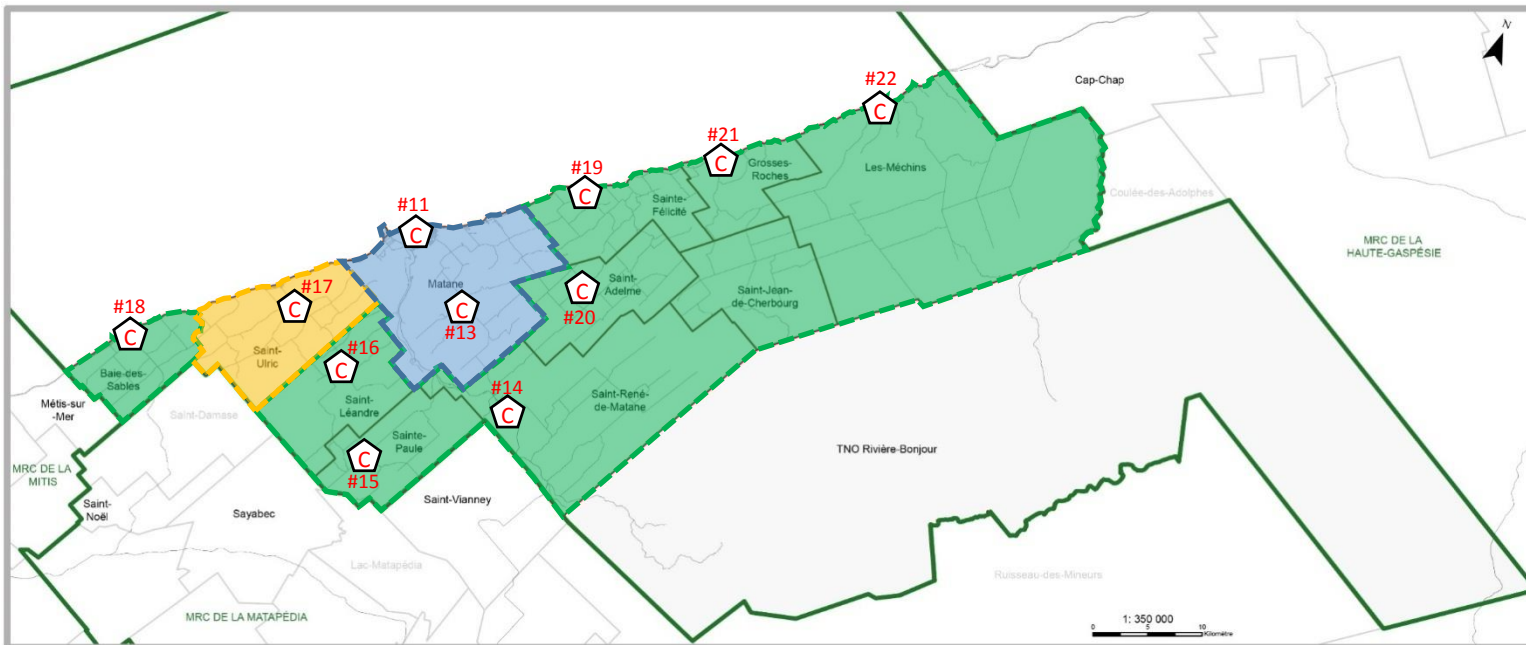 N
Cap-Chap
#22
C
#21
C
Grosses-
Roches
Les-Méchins
#19
C
Sainte-
Félicité
Coulée-des-Adolphes
#11
C
MRC DE LA
HAUTE-GASPÉSIE
Matane
#17
C
#13
C
Saint-
Adelme
C
#20
Saint-Jean-
de-Cherbourg
#18
C
Saint-
Ulric
#16
C
Baie-des-
Sables
Métis-sur
-Mer
Saint-Damase
Saint-
Léandre
#14
C
Saint-René-
de-Matane
Sainte-
Paule
C
#15
TNO Rivière-Bonjour
MRC DE LA
MITIS
Saint-
Noël
Sayabec
Saint-Vianney
Lac-Matapédia
Ruisseau-des-Mineurs
MRC DE LA MATAPÉDIA
1: 350 000
0 5 10
Kilomètre